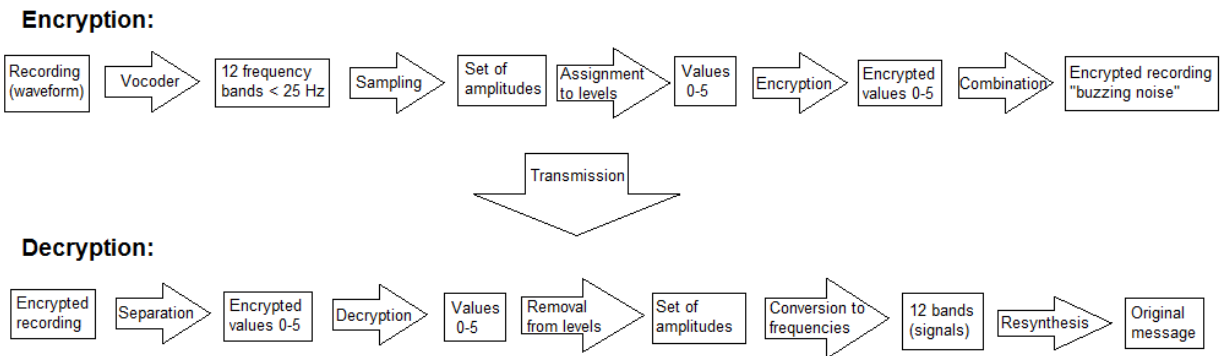 Encryption:
Recording
(waveform)
Vocoder
12 frequency
bands < 25 Hz
Sampling
Set of
amplitudes
Assignment
to levels
Values
0-5
Encryption
Encrypted
values 0-5
Combination
Encrypted recording
"buzzing noise"
Transmission
Decryption:
Encrypted
recording
Separation
Encrypted
values 0-5
Decryption
Values
0-5
Removal
from levels
Set of
amplitudes
Conversion to
frequencies
12 bands
(signals)
Resynthesis
Original
message